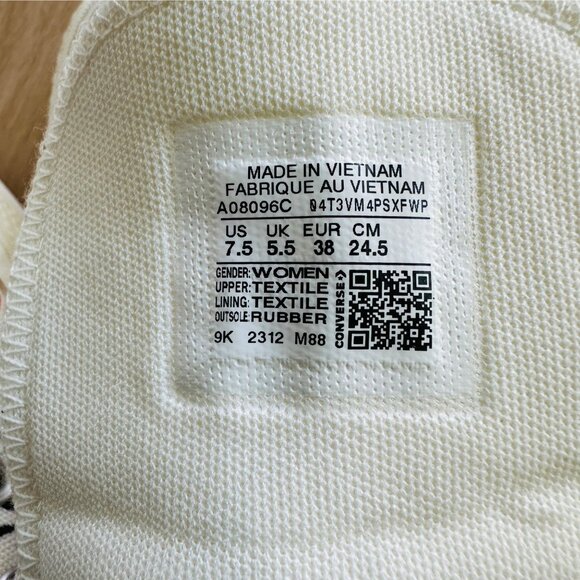 MADE IN VIETNAM
FABRIQUE AU VIETNAM
A08096C 04T3VM4PSXFWP
US UK EUR CM
7.5 5.5 38 24.5
GENDER: WOMEN
UPPER: TEXTILE
LINING: TEXTILE
OUTSOLE: RUBBER
CONVERSE
9K 2312 M88